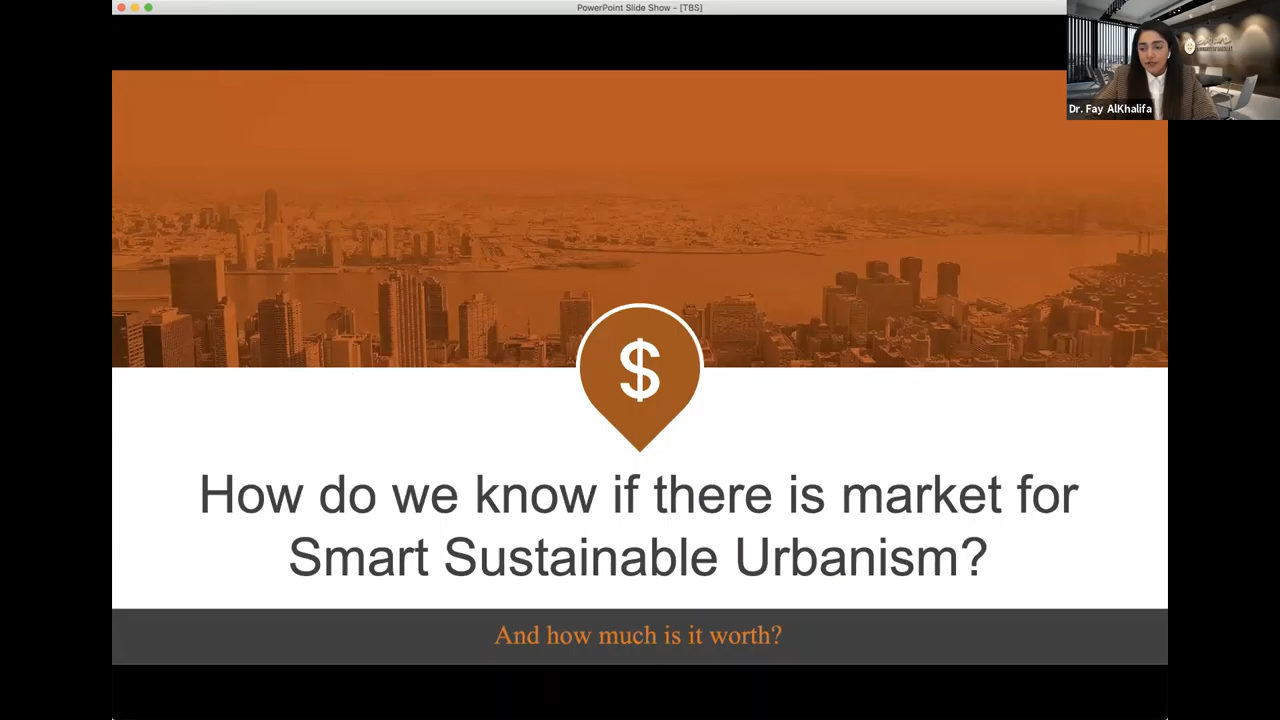 PowerPoint Slide Show - [TBS]
Dr. Fay AlKhalifa
$
How do we know if there is market for
Smart Sustainable Urbanism?
And how much is it worth?